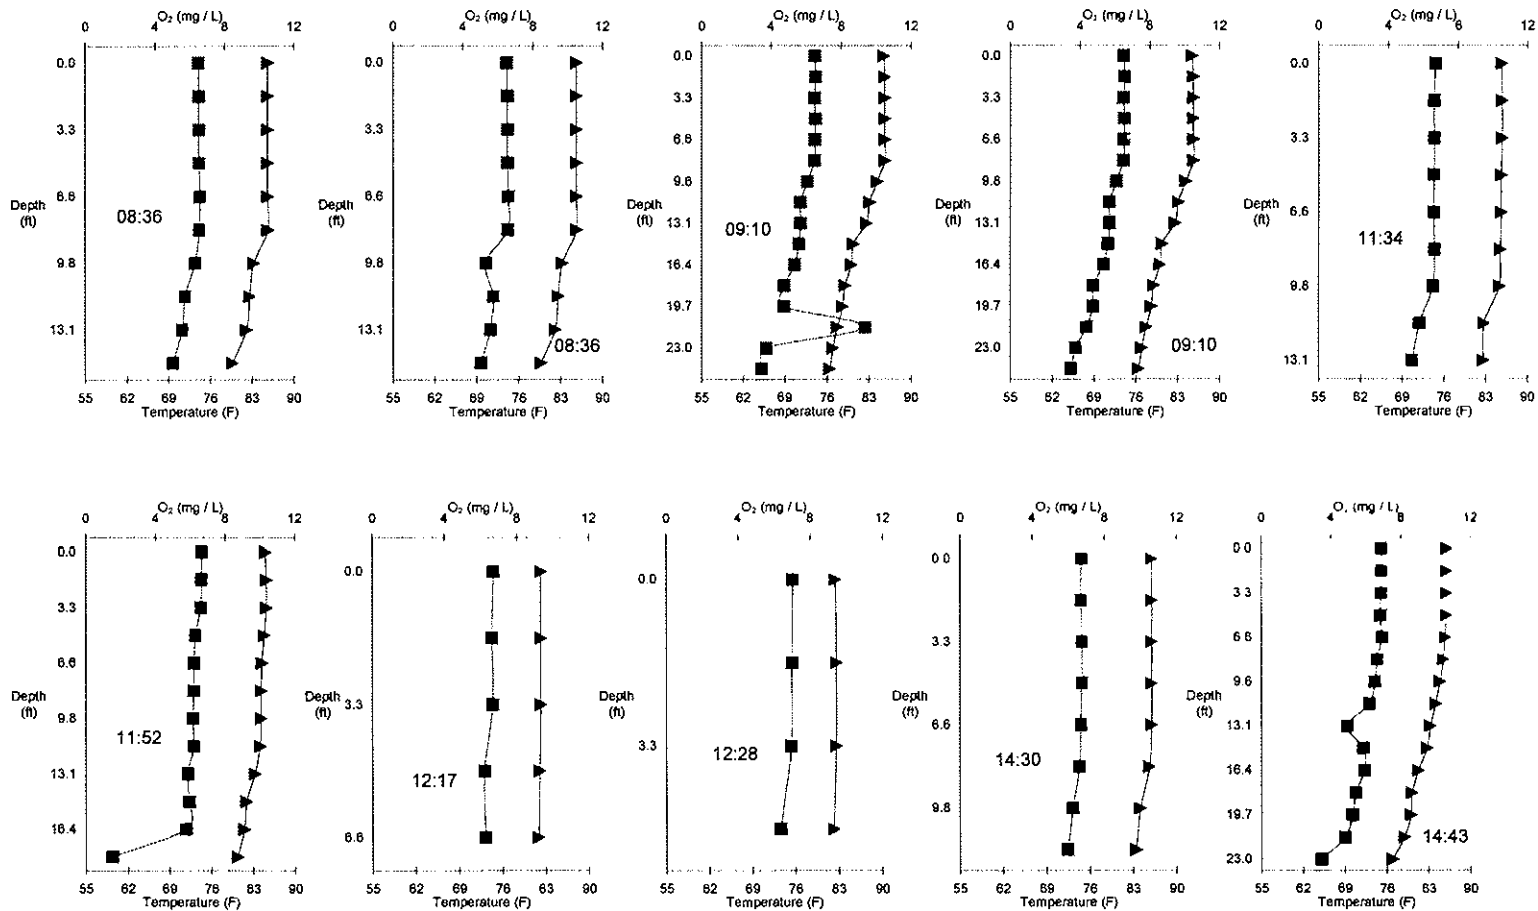 O₂ (mg / L)
0 4 8 12
0.0
3.3
6.6
9.8
13.1
Depth
(ft)
08:36
55 62 69 76 83 90
Temperature (F)
O₂ (mg / L)
0 4 8 12
0.0
3.3
6.6
9.8
13.1
Depth
(ft)
08:36
55 62 69 76 83 90
Temperature (F)
O₂ (mg / L)
0 4 8 12
0.0
3.3
6.6
9.8
13.1
16.4
19.7
23.0
Depth
(ft)
09:10
55 62 69 76 83 90
Temperature (F)
O₂ (mg / L)
0 4 8 12
0.0
3.3
6.6
9.8
13.1
16.4
19.7
23.0
Depth
(ft)
09:10
55 62 69 76 83 90
Temperature (F)
O₂ (mg / L)
0 4 6 12
0.0
3.3
6.6
9.8
13.1
Depth
(ft)
11:34
55 62 69 76 83 90
Temperature (F)
O₂ (mg / L)
0 4 8 12
0.0
3.3
6.6
9.8
13.1
16.4
Depth
(ft)
11:52
55 62 69 76 83 90
Temperature (F)
O₂ (mg / L)
0 4 8 12
0.0
3.3
6.6
Depth
(ft)
12:17
55 62 69 76 83 90
Temperature (F)
O₂ (mg / L)
0 4 8 12
0.0
3.3
Depth
(ft)
12:28
55 62 69 76 83 90
Temperature (F)
O₂ (mg / L)
0 4 8 12
0.0
3.3
6.6
9.8
Depth
(ft)
14:30
55 62 69 76 83 90
Temperature (F)
(mg / L)
0 4 8 12
0.0
3.3
6.6
9.6
13.1
16.4
19.7
23.0
Depth
(ft)
14:43
55 62 69 76 83 90
Temperature (F)